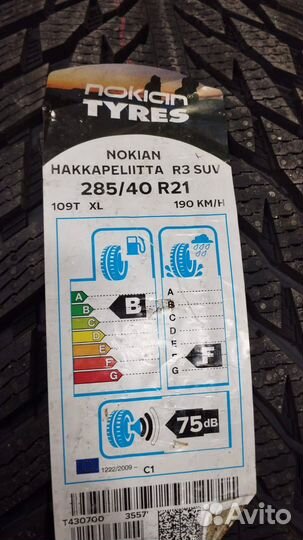 nokian
TYRES
NOKIAN
HAKKAPELIITTA R3 SUV
285/40 R21
109T XL 190 KM/H
A
B
C
D
E
F
G
B
A
B
C
D
E
F
G
F
75dB
1222/2009 - C1
T430700 3557
Avito